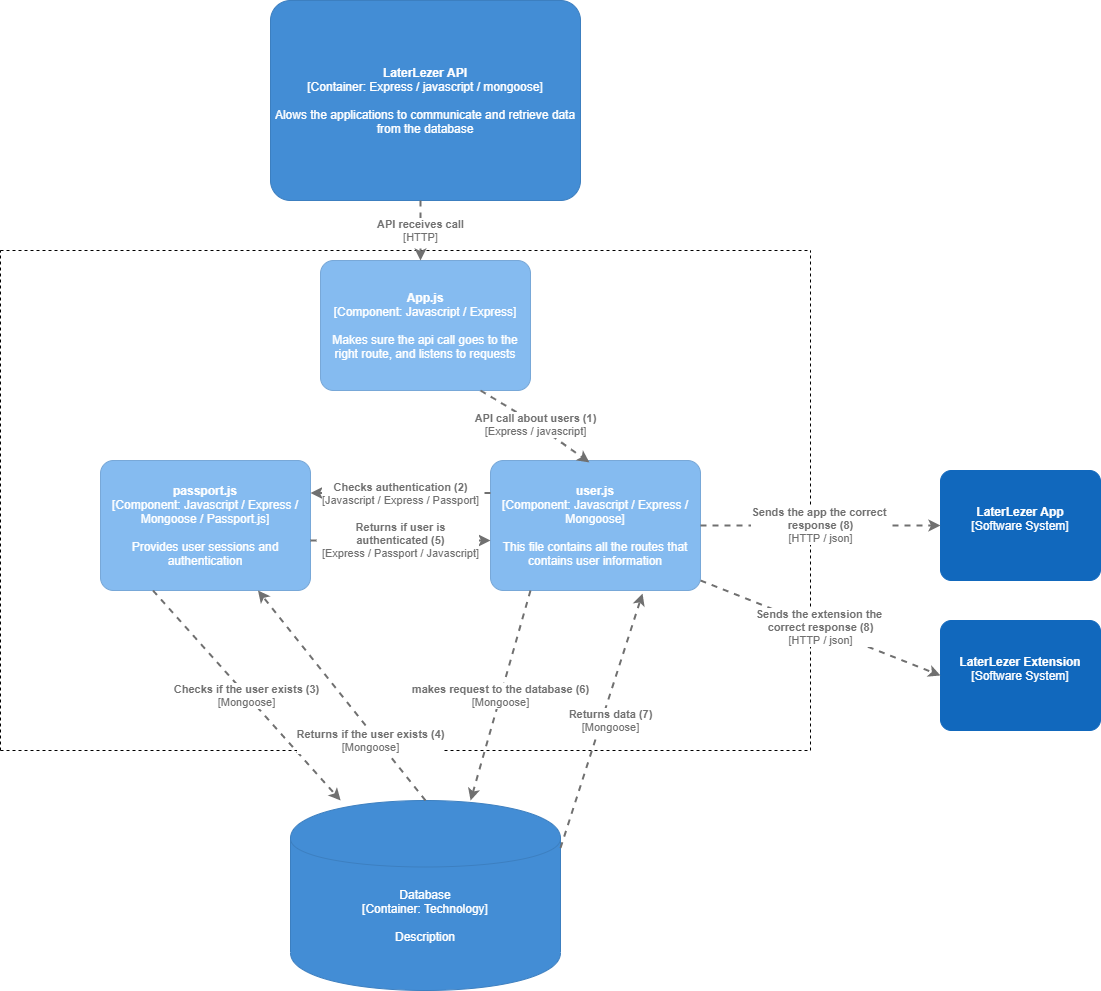 LaterLezer API
[Container: Express / javascript / mongoose]
Alows the applications to communicate and retrieve data
from the database
API receives call
[HTTP]
App.js
[Component: Javascript / Express]
Makes sure the api call goes to the
right route, and listens to requests
API call about users (1)
[Express / javascript]
passport.js
[Component: Javascript / Express /
Mongoose / Passport.js]
Provides user sessions and
authentication
Checks authentication (2)
[Javascript / Express / Passport]
Returns if user is
authenticated (5)
[Express / Passport / Javascript]
user.js
[Component: Javascript / Express /
Mongoose]
This file contains all the routes that
contains user information
Sends the app the correct
response (8)
[HTTP / json]
LaterLezer App
[Software System]
Sends the extension the
correct response (8)
[HTTP / json]
LaterLezer Extension
[Software System]
Checks if the user exists (3)
[Mongoose]
Returns if the user exists (4)
[Mongoose]
makes request to the database (6)
[Mongoose]
Returns data (7)
[Mongoose]
Database
[Container: Technology]
Description